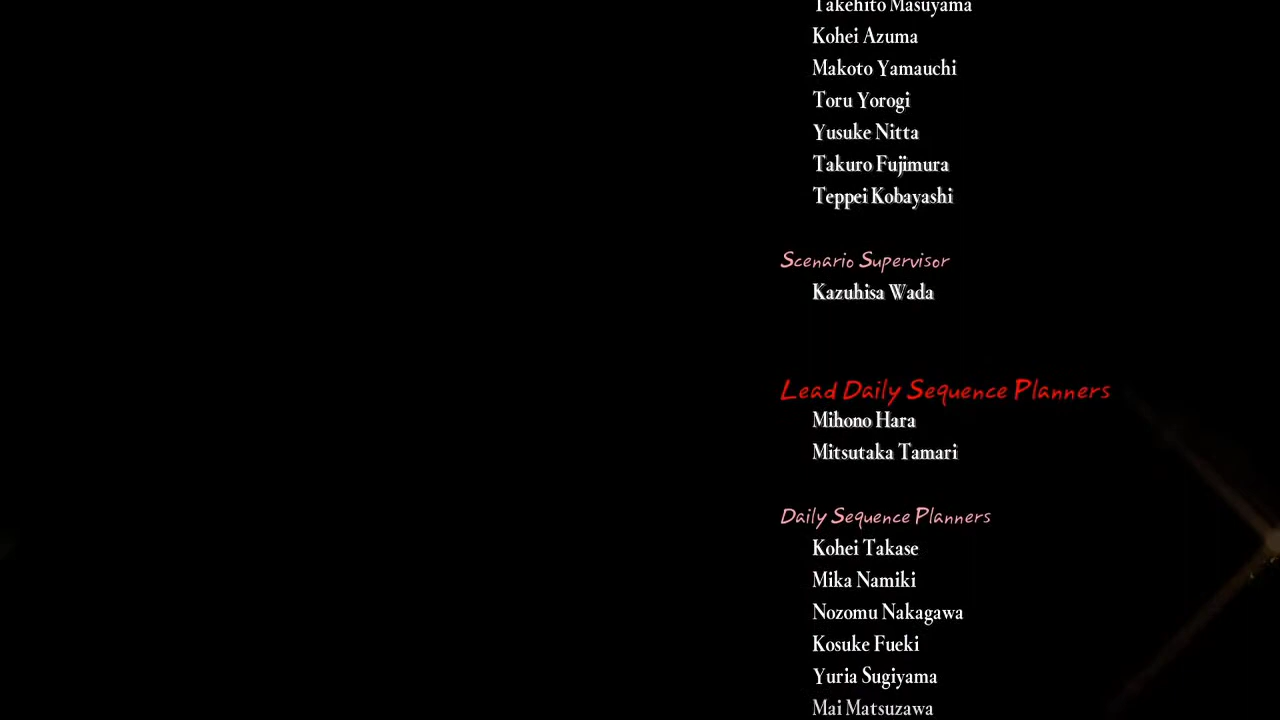 Takehito Masuyama
Kohei Azuma
Makoto Yamauchi
Toru Yorogi
Yusuke Nitta
Takuro Fujimura
Teppei Kobayashi
Scenario Supervisor
Kazuhisa Wada
Lead Daily Sequence Planners
Mihono Hara
Mitsutaka Tamari
Daily Sequence Planners
Kohei Takase
Mika Namiki
Nozomu Nakagawa
Kosuke Fueki
Yuria Sugiyama
Mai Matsuzawa